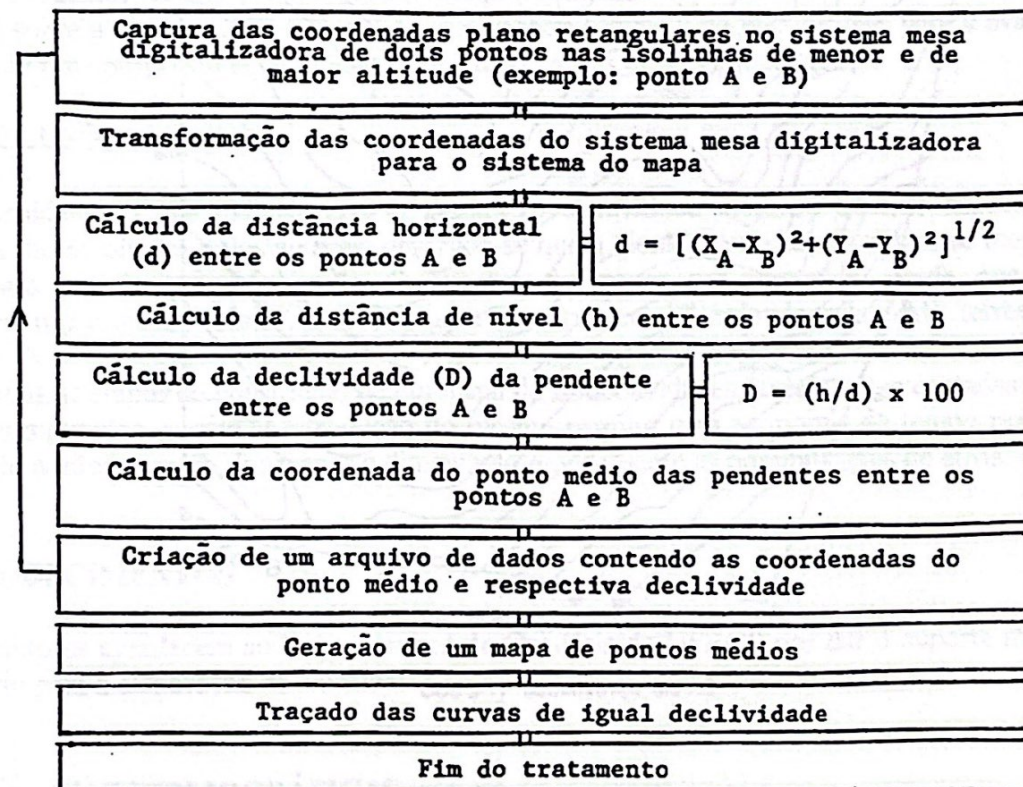 Captura das coordenadas plano retangulares no sistema mesa
digitalizadora de dois pontos nas isolinhas de menor e de
maior altitude (exemplo: ponto A e B)
Transformação das coordenadas do sistema mesa digitalizadora
para o sistema do mapa
Cálculo da distância horizontal
(d) entre os pontos A e B
d = [(X_A-X_B)²+(Y_A-Y_B)²]^1/2
Cálculo da distância de nível (h) entre os pontos A e B
Cálculo da declividade (D) da pendente
entre os pontos A e B
D = (h/d) x 100
Cálculo da coordenada do ponto médio das pendentes entre os
pontos A e B
Criação de um arquivo de dados contendo as coordenadas do
ponto médio e respectiva declividade
Geração de um mapa de pontos médios
Traçado das curvas de igual declividade
Fim do tratamento